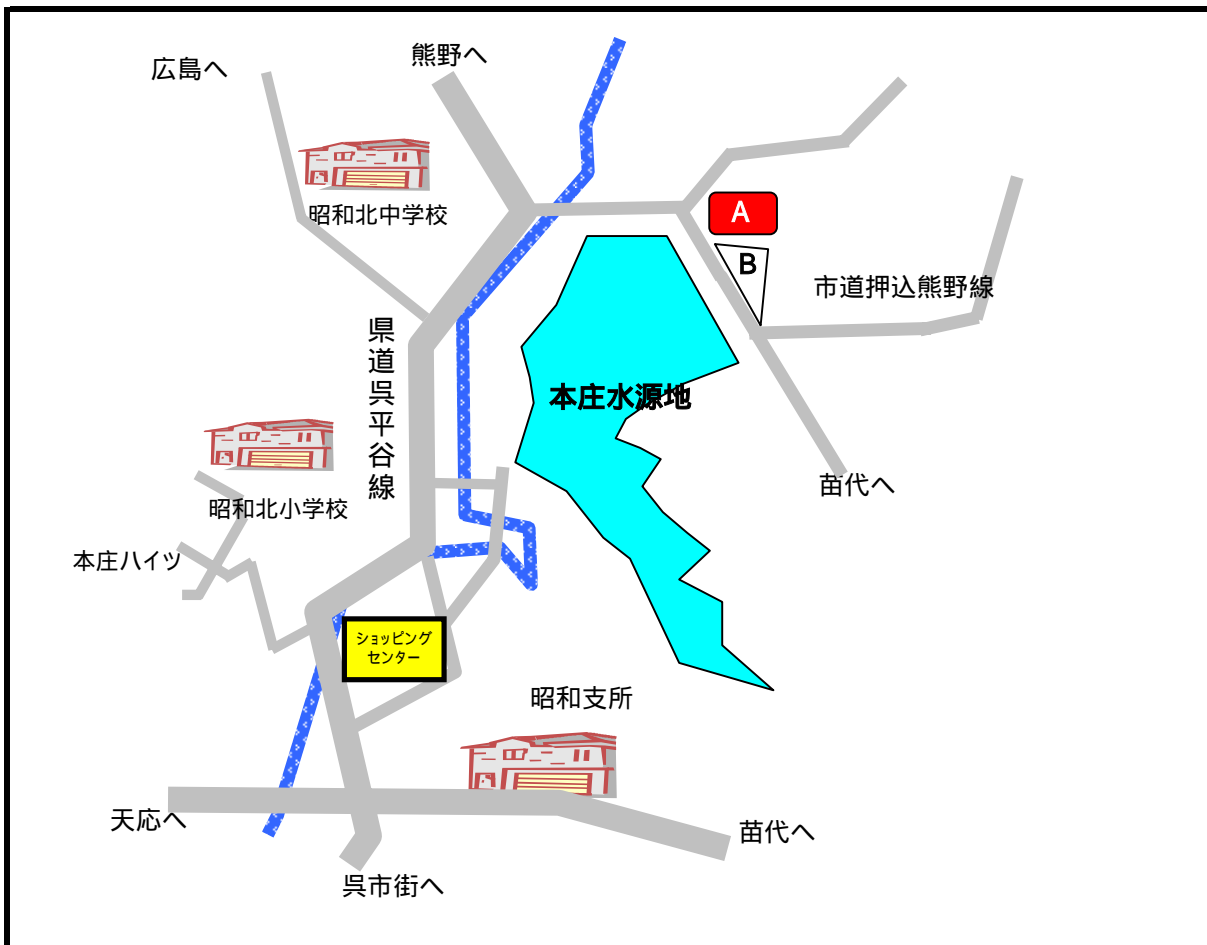 熊野へ
広島へ
昭和北中学校
A
B
市道押込熊野線
県道呉平谷線
本庄水源地
苗代へ
昭和北小学校
本庄ハイツ
ショッピング
センター
昭和支所
天応へ
苗代へ
呉市街へ